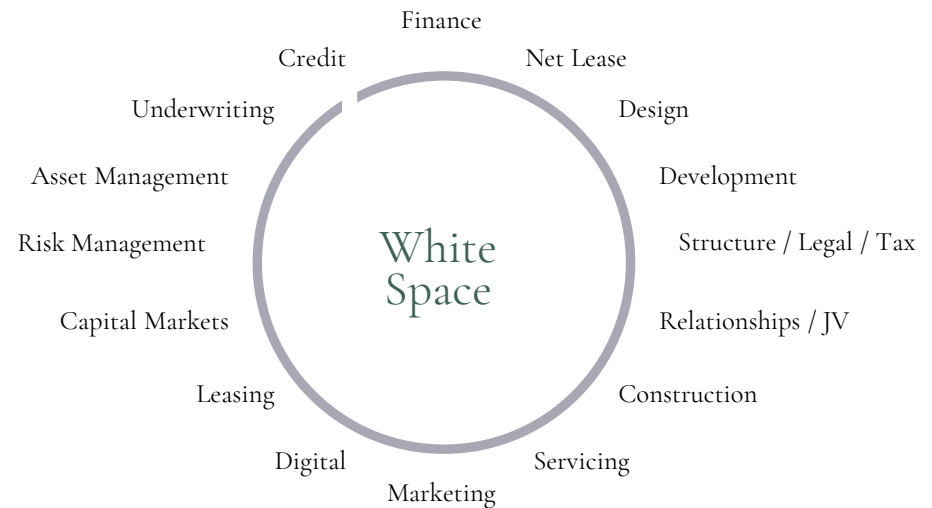 Finance
Credit
Net Lease
Underwriting
Design
Asset Management
Development
Risk Management
Structure / Legal / Tax
White
Space
Capital Markets
Relationships / JV
Leasing
Construction
Digital
Servicing
Marketing